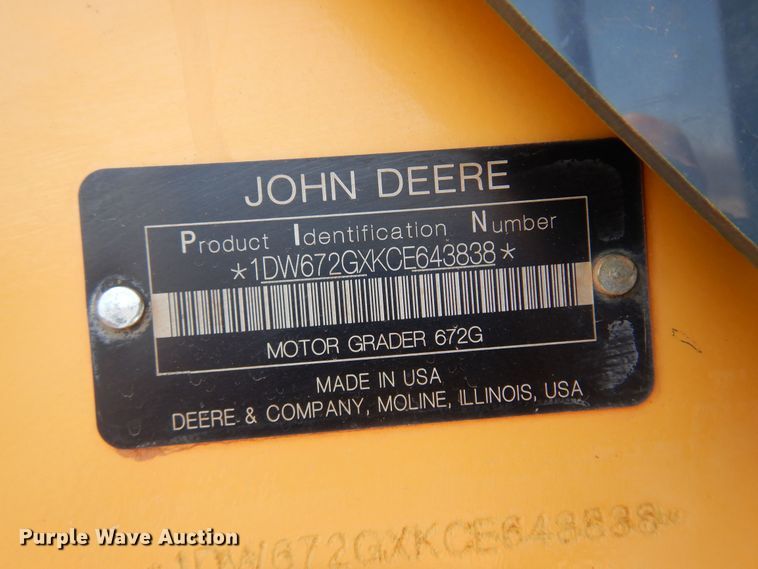 JOHN DEERE
Product Identification Number
*1DW672GXKCE643838*
MOTOR GRADER 672G
MADE IN USA
DEERE & COMPANY, MOLINE, ILLINOIS, USA
*1DW672GXKCE643838*
Purple Wave Auction